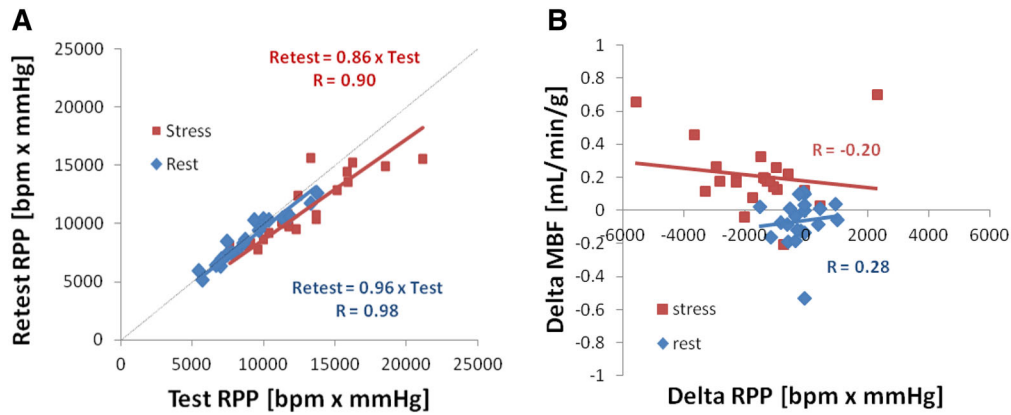 A
Retest RPP [bpm x mmHg]
25000
20000
15000
10000
5000
0
Retest = 0.86 x Test
R = 0.90
Stress
Rest
Retest = 0.96 x Test
R = 0.98
0 5000 10000 15000 20000 25000
Test RPP [bpm x mmHg]
B
Delta MBF [mL/min/g]
1
0.8
0.6
0.4
0.2
0
-0.2
-0.4
-0.6
-0.8
-1
R = -0.20
-6000 -4000 -2000 0 2000 4000 6000
R = 0.28
stress
rest
Delta RPP [bpm x mmHg]